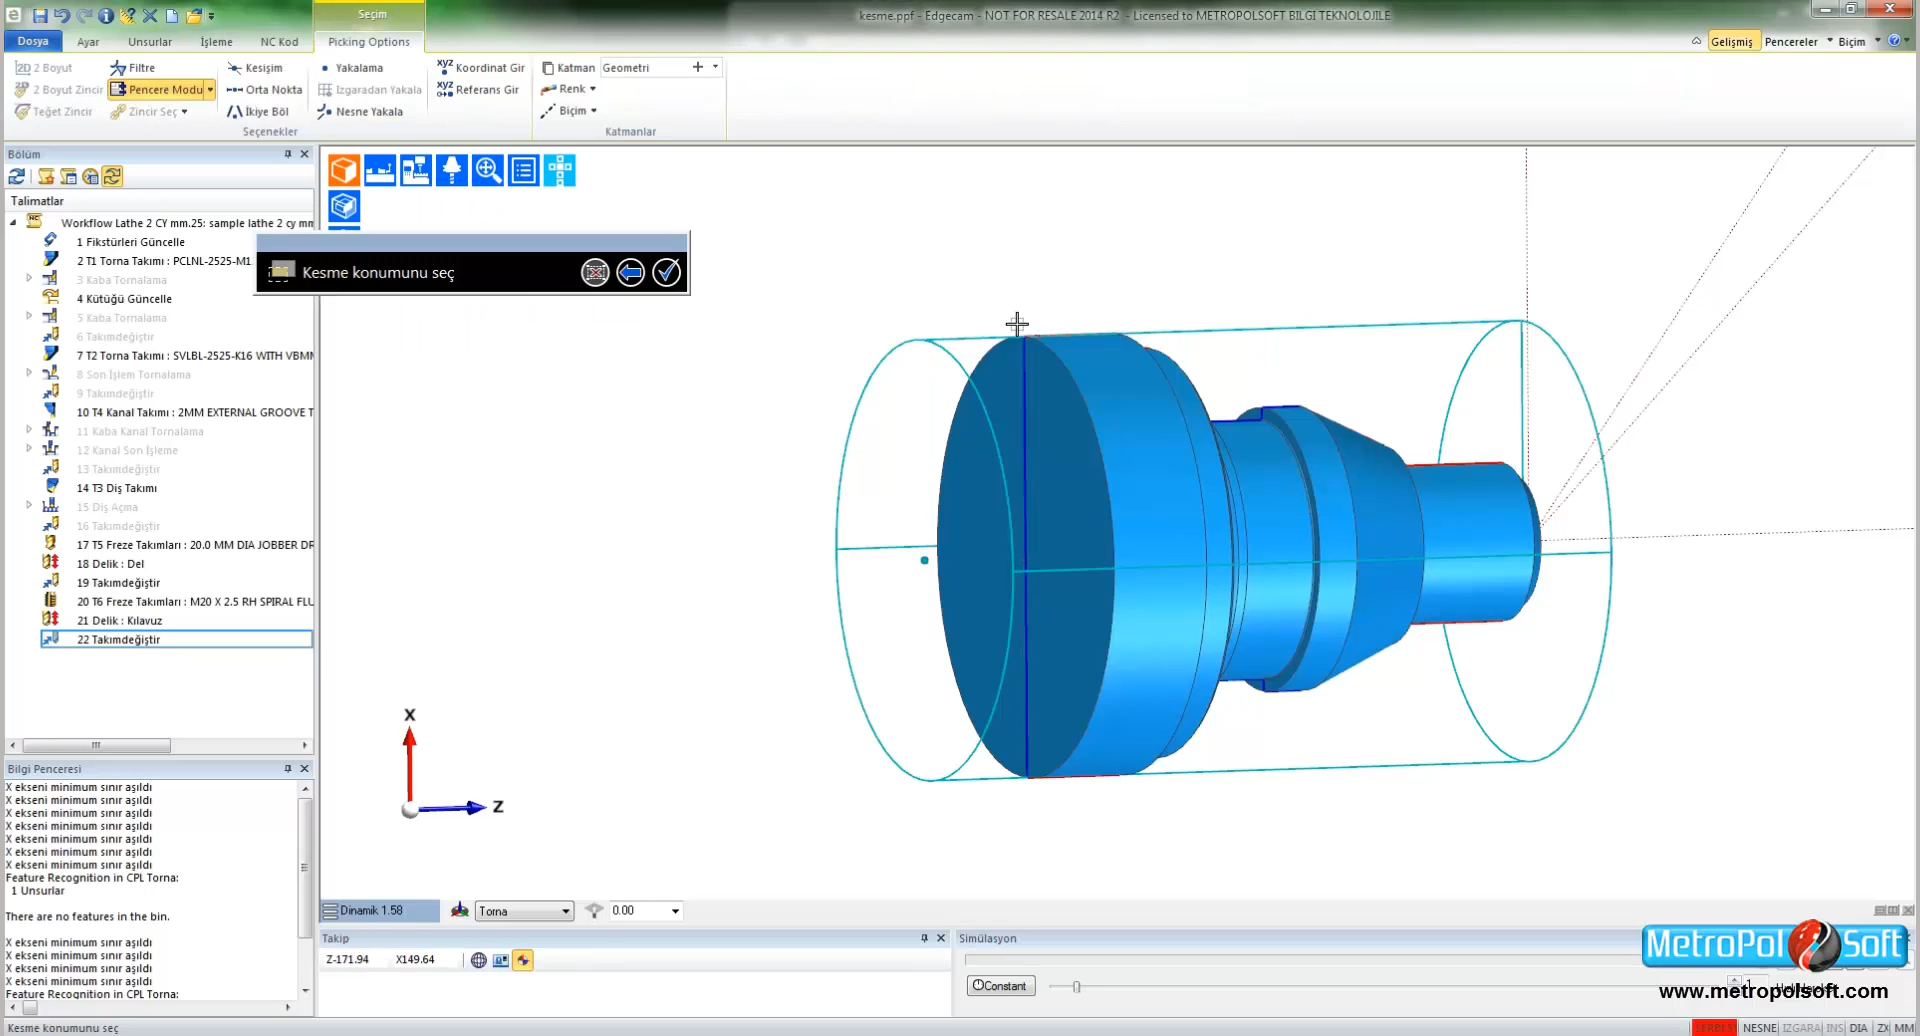 Seçim
kesme.ppf - Edgecam - NOT FOR RESALE 2014 R2 - Licensed to METROPOLSOFT BILGI TEKNOLOJILE
Dosya Ayar Unsurlar İşleme NC Kod Picking Options
Gelişmiş Pencereler Biçim
2 Boyut Filtre Kesişim Yakalama Koordinat Gir Katman Geometri
2 Boyut Zincir Pencere Modu Orta Nokta Izgaradan Yakala Referans Gir Renk
Teğet Zincir Zincir Seç İkiye Böl Nesne Yakala Biçim
Seçenekler Katmanlar
Bölüm
Talimatlar
Workflow Lathe 2 CY mm.25: sample lathe 2 cy mm
1 Fikstürleri Güncelle
2 T1 Torna Takımı : PCLNL-2525-M1
3 Kaba Tornalama
4 Kütüğü Güncelle
5 Kaba Tornalama
6 Takımdeğiştir
7 T2 Torna Takımı : SVLBL-2525-K16 WITH VBMM
8 Son İşlem Tornalama
9 Takımdeğiştir
10 T4 Kanal Takımı : 2MM EXTERNAL GROOVE T
11 Kaba Kanal Tornalama
12 Kanal Son İşleme
13 Takımdeğiştir
14 T3 Diş Takımı
15 Diş Açma
16 Takımdeğiştir
17 T5 Freze Takımları : 20.0 MM DIA JOBBER DR
18 Delik : Del
19 Takımdeğiştir
20 T6 Freze Takımları : M20 X 2.5 RH SPIRAL FLU
21 Delik : Kılavuz
22 Takımdeğiştir
Kesme konumunu seç
X
Z
Bilgi Penceresi
X ekseni minimum sınır aşıldı
X ekseni minimum sınır aşıldı
X ekseni minimum sınır aşıldı
X ekseni minimum sınır aşıldı
X ekseni minimum sınır aşıldı
X ekseni minimum sınır aşıldı
X ekseni minimum sınır aşıldı
Feature Recognition in CPL Torna:
1 Unsurlar
There are no features in the bin.
X ekseni minimum sınır aşıldı
X ekseni minimum sınır aşıldı
X ekseni minimum sınır aşıldı
X ekseni minimum sınır aşıldı
Feature Recognition in CPL Torna:
Dinamik 1.58 Torna 0.00
Takip
Z-171.94 X149.64
Simülasyon
Constant
MetroPol Soft
www.metropolsoft.com
Kesme konumunu seç
NESNE IZGARA INS DIA ZX MM